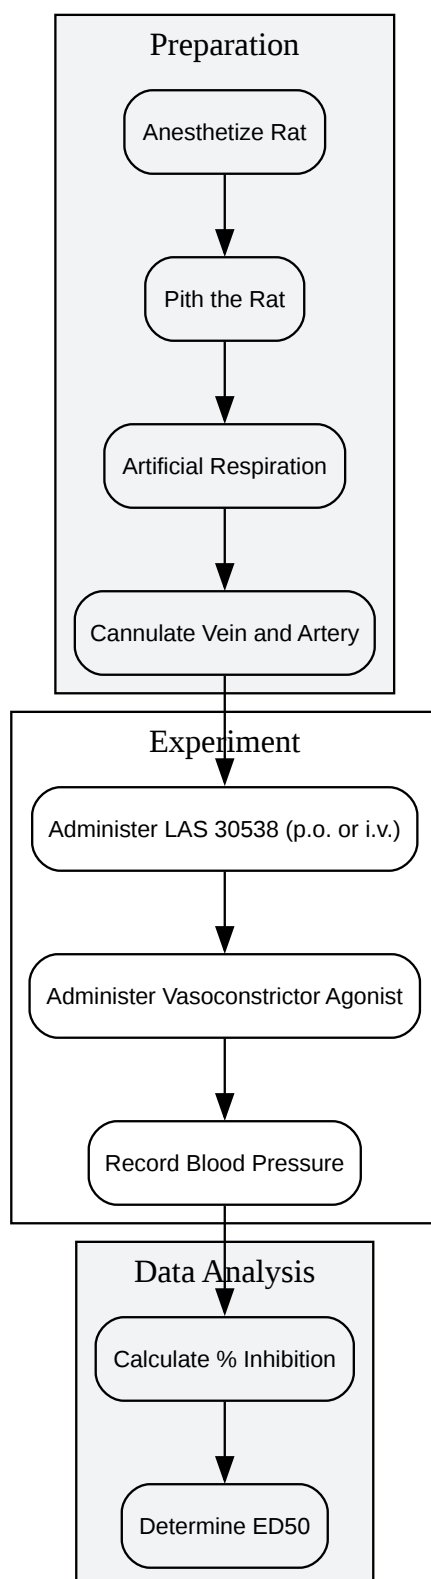 Preparation
Anesthetize Rat
Pith the Rat
Artificial Respiration
Cannulate Vein and Artery
Experiment
Administer LAS 30538 (p.o. or i.v.)
Administer Vasoconstrictor Agonist
Record Blood Pressure
Data Analysis
Calculate % Inhibition
Determine ED50